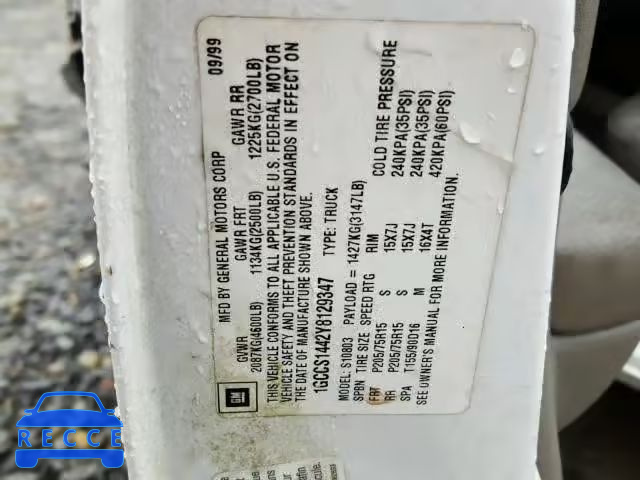 MFD BY GENERAL MOTORS CORP 09/99
GVWR GAWR FRT GAWR RR
2087KG(4600LB) 1134KG(2500LB) 1225KG(2700LB)
THIS VEHICLE CONFORMS TO ALL APPLICABLE U.S. FEDERAL MOTOR
VEHICLE SAFETY AND THEFT PREVENTION STANDARDS IN EFFECT ON
THE DATE OF MANUFACTURE SHOWN ABOVE.
1GCCS1442Y8129347 TYPE: TRUCK
MODEL: S10803 PAYLOAD = 1427KG(3147LB)
SPBN TIRE SIZE SPEED RTG RIM COLD TIRE PRESSURE
FRT P205/75R15 S 15X7J 240KPA(35PSI)
RR P205/75R15 S 15X7J 240KPA(35PSI)
SPA T155/90D16 M 16X4T 420KPA(60PSI)
SEE OWNER'S MANUAL FOR MORE INFORMATION.
GM
RECCE